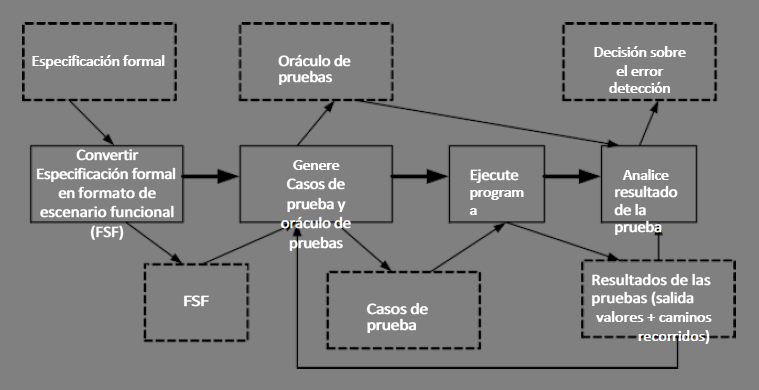 Especificación formal
Oráculo de
pruebas
Decisión sobre
el error
detección
Convertir
Especificación formal
en formato de
escenario funcional
(FSF)
Genere
Casos de
prueba y
oráculo de
pruebas
Ejecute
program
a
Analice
resultado
de la
prueba
FSF
Casos de
prueba
Resultados de las
pruebas (salida
valores + caminos
recorridos)